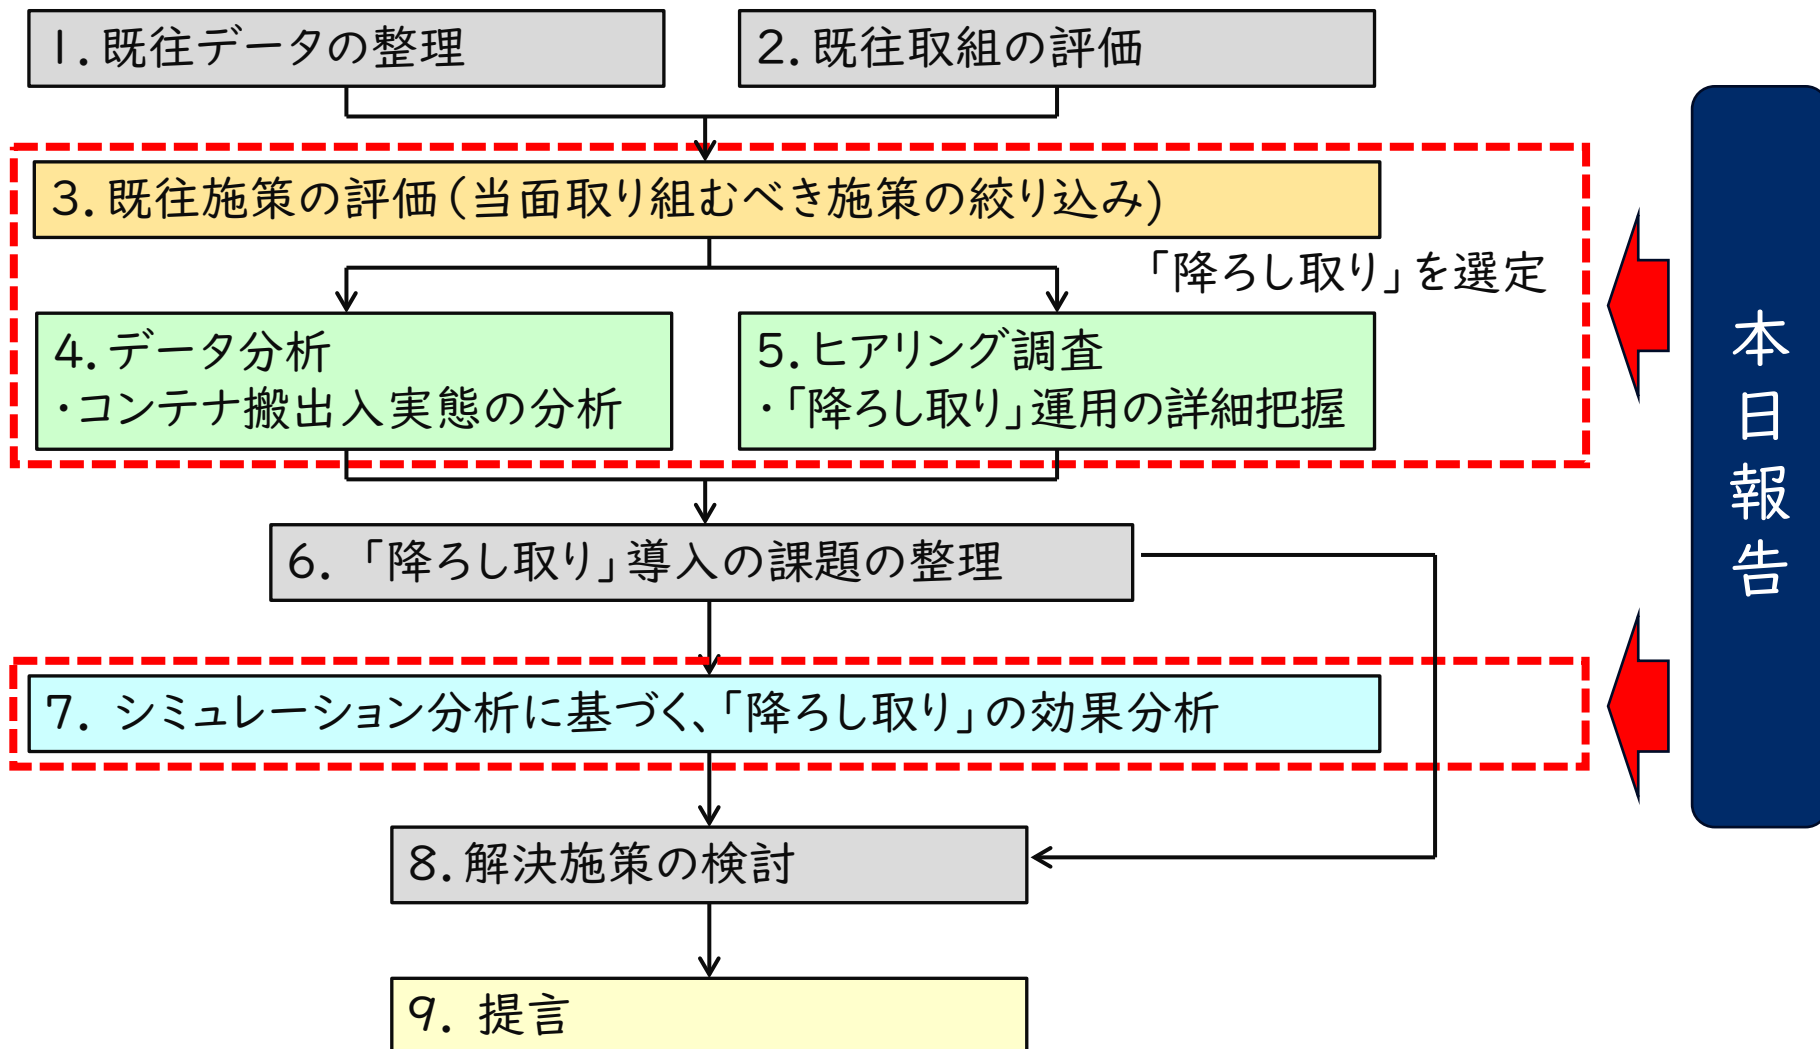 1.既往データの整理
2.既往取組の評価
3.既往施策の評価(当面取り組むべき施策の絞り込み)
「降ろし取り」を選定
4.データ分析
・コンテナ搬出入実態の分析
5.ヒアリング調査
・「降ろし取り」運用の詳細把握
6.「降ろし取り」導入の課題の整理
7. シミュレーション分析に基づく、「降ろし取り」の効果分析
8.解決施策の検討
9. 提言
本日報告